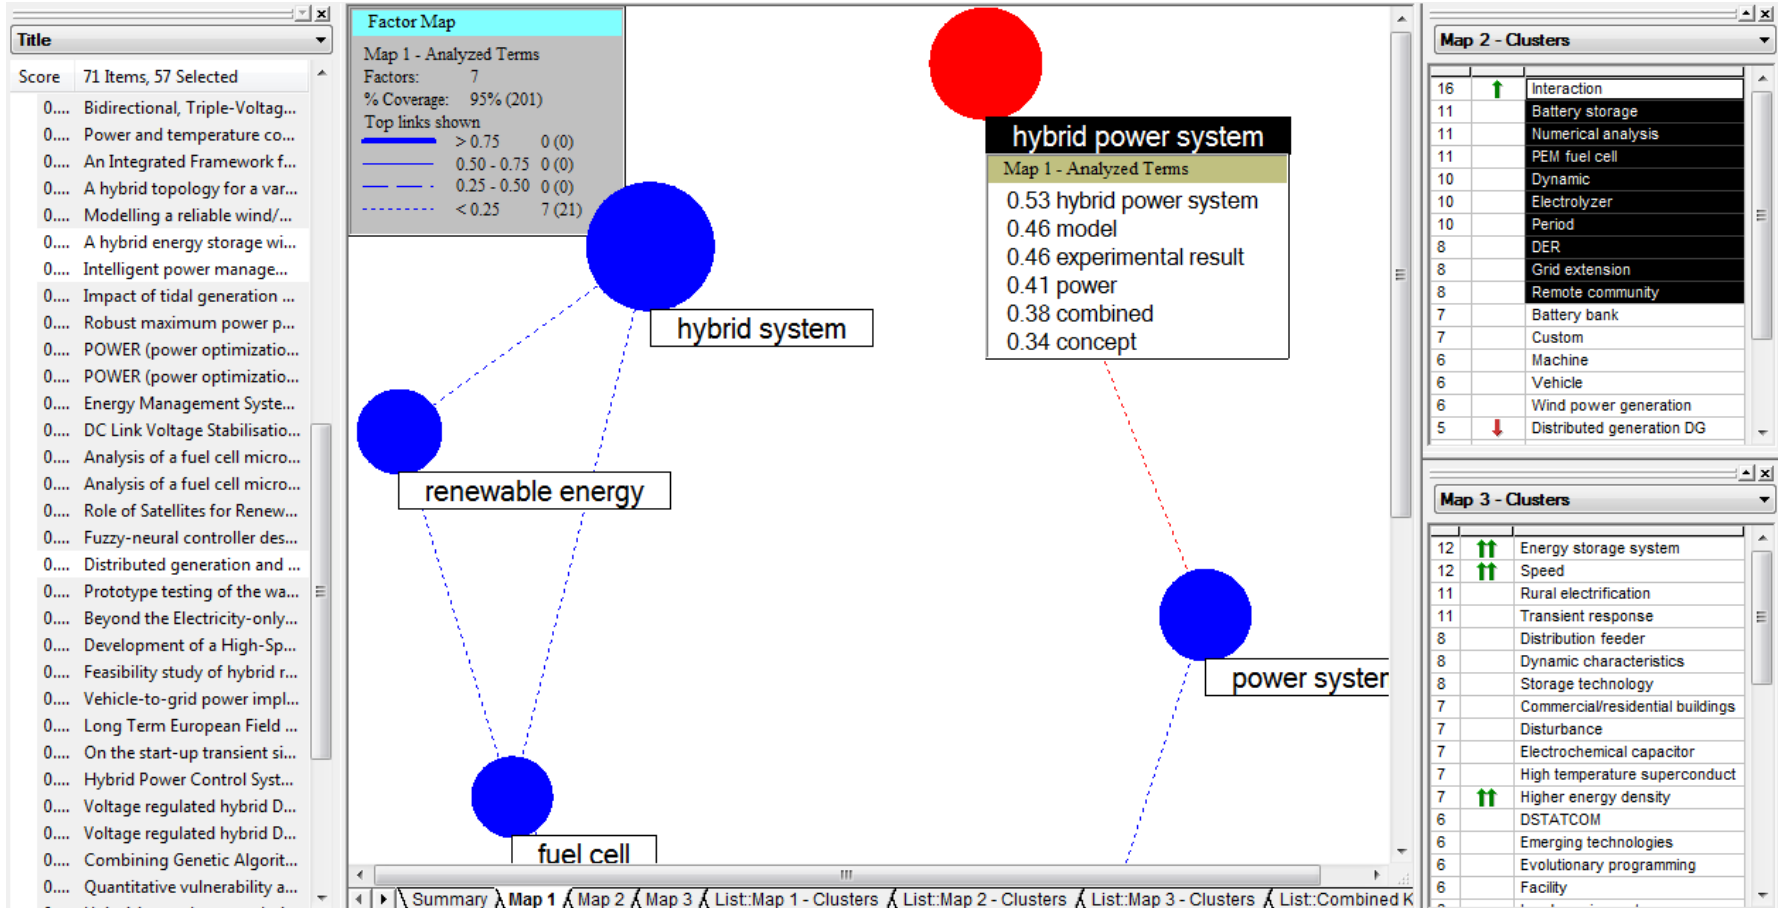 Title
Score 71 Items, 57 Selected
0.... Bidirectional, Triple-Voltag...
0.... Power and temperature co...
0.... An Integrated Framework f...
0.... A hybrid topology for a var...
0.... Modelling a reliable wind/...
0.... A hybrid energy storage wi...
0.... Intelligent power manage...
0.... Impact of tidal generation ...
0.... Robust maximum power p...
0.... POWER (power optimizatio...
0.... POWER (power optimizatio...
0.... Energy Management Syste...
0.... DC Link Voltage Stabilisatio...
0.... Analysis of a fuel cell micro...
0.... Analysis of a fuel cell micro...
0.... Role of Satellites for Renew...
0.... Fuzzy-neural controller des...
0.... Distributed generation and ...
0.... Prototype testing of the wa...
0.... Beyond the Electricity-only...
0.... Development of a High-Sp...
0.... Feasibility study of hybrid r...
0.... Vehicle-to-grid power impl...
0.... Long Term European Field ...
0.... On the start-up transient si...
0.... Hybrid Power Control Syst...
0.... Voltage regulated hybrid D...
0.... Voltage regulated hybrid D...
0.... Combining Genetic Algorit...
0.... Quantitative vulnerability a...
Factor Map
Map 1 - Analyzed Terms
Factors: 7
% Coverage: 95% (201)
Top links shown
> 0.75 0 (0)
0.50 - 0.75 0 (0)
0.25 - 0.50 0 (0)
< 0.25 7 (21)
hybrid system
renewable energy
fuel cell
hybrid power system
Map 1 - Analyzed Terms
0.53 hybrid power system
0.46 model
0.46 experimental result
0.41 power
0.38 combined
0.34 concept
power system
Summary Map 1 Map 2 Map 3 List::Map 1 - Clusters List::Map 2 - Clusters List::Map 3 - Clusters List::Combined K
Map 2 - Clusters
16 Interaction
11 Battery storage
11 Numerical analysis
11 PEM fuel cell
10 Dynamic
10 Electrolyzer
10 Period
8 DER
8 Grid extension
8 Remote community
7 Battery bank
7 Custom
6 Machine
6 Vehicle
6 Wind power generation
5 Distributed generation DG
Map 3 - Clusters
12 Energy storage system
12 Speed
11 Rural electrification
11 Transient response
8 Distribution feeder
8 Dynamic characteristics
8 Storage technology
7 Commercial/residential buildings
7 Disturbance
7 Electrochemical capacitor
7 High temperature superconduct
7 Higher energy density
6 DSTATCOM
6 Emerging technologies
6 Evolutionary programming
6 Facility